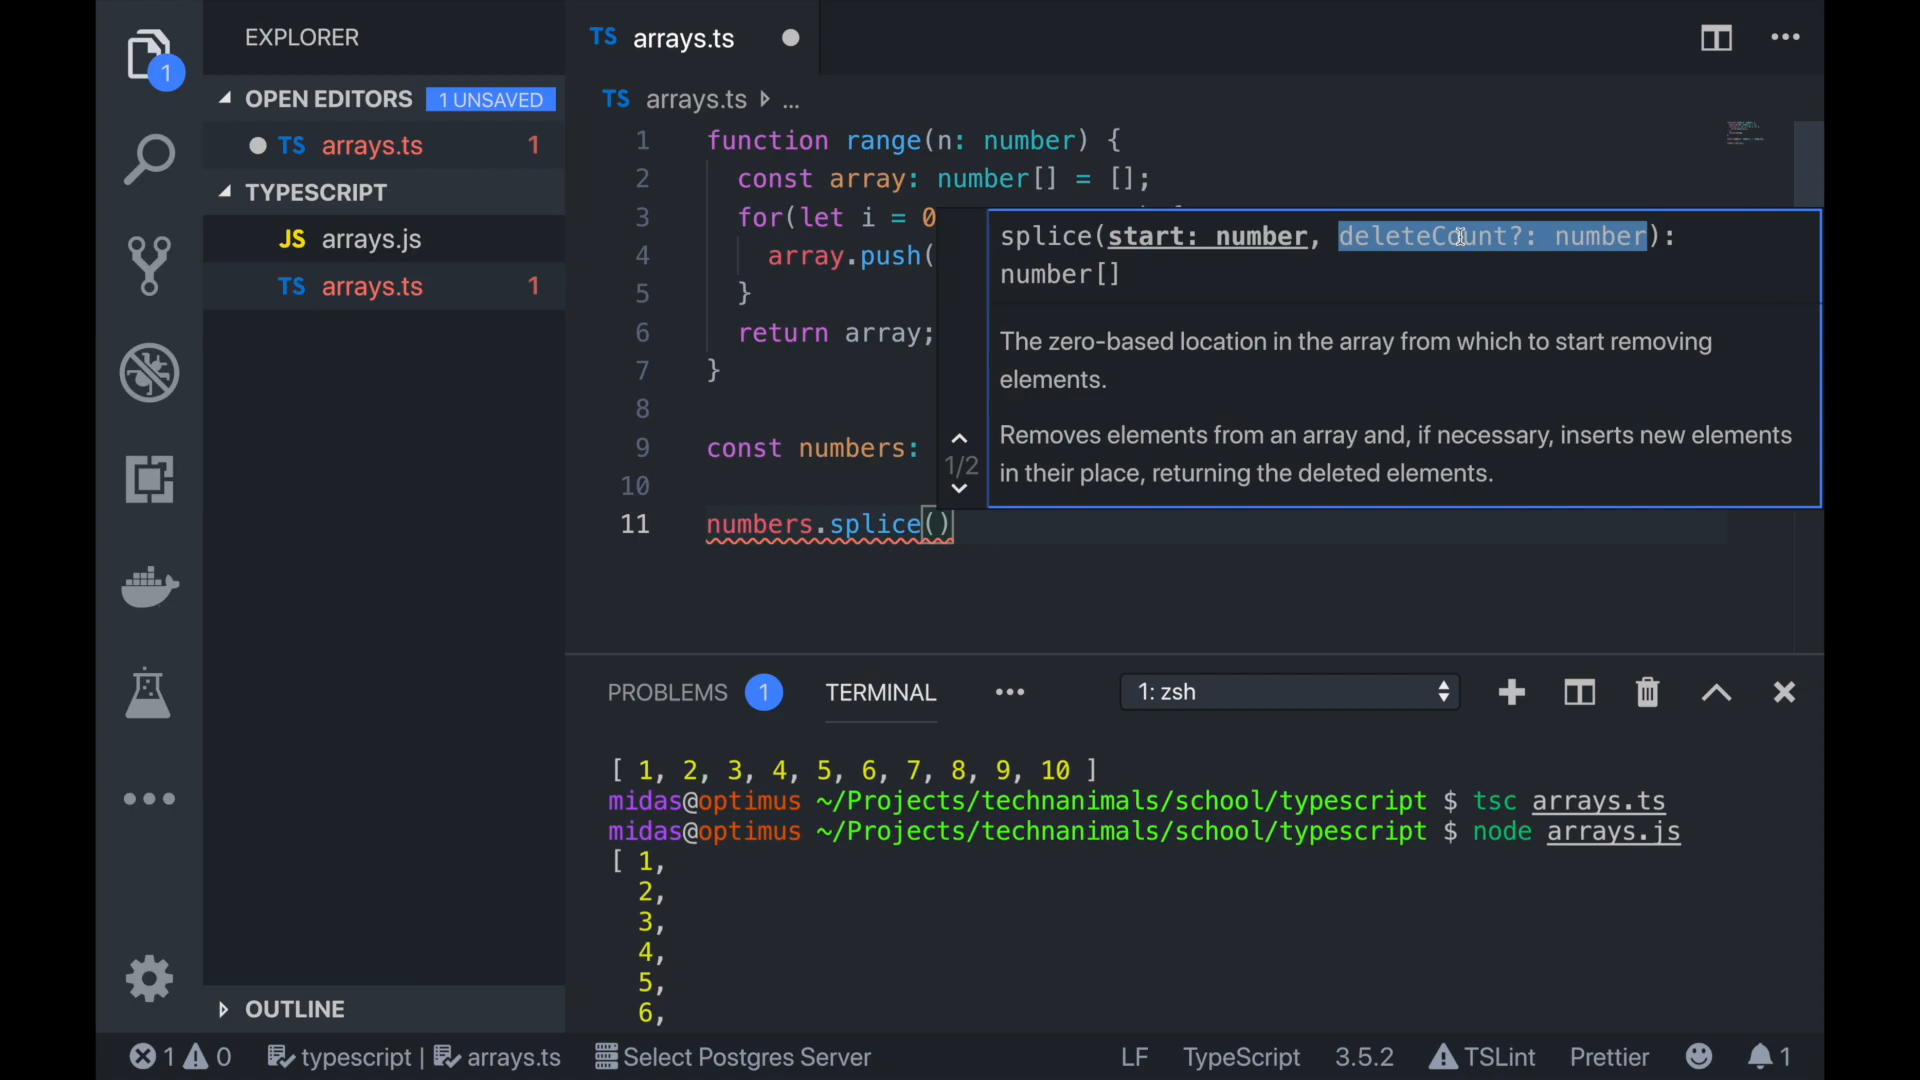 EXPLORER
OPEN EDITORS 1 UNSAVED
TS arrays.ts 1
TYPESCRIPT
JS arrays.js
TS arrays.ts 1
OUTLINE
1
TS arrays.ts
TS arrays.ts ...
1 function range(n: number) {
2 const array: number[] = [];
3 for(let i = 0
4 array.push(
5 }
6 return array;
7 }
8
9 const numbers:
10
11 numbers.splice()
splice(start: number, deleteCount?: number):
number[]
The zero-based location in the array from which to start removing
elements.
1/2
Removes elements from an array and, if necessary, inserts new elements
in their place, returning the deleted elements.
PROBLEMS 1 TERMINAL ... 1: zsh
[ 1, 2, 3, 4, 5, 6, 7, 8, 9, 10 ]
midas@optimus ~/Projects/technanimals/school/typescript $ tsc arrays.ts
midas@optimus ~/Projects/technanimals/school/typescript $ node arrays.js
[ 1,
2,
3,
4,
5,
6,
1 0 typescript | arrays.ts Select Postgres Server LF TypeScript 3.5.2 TSLint Prettier 1